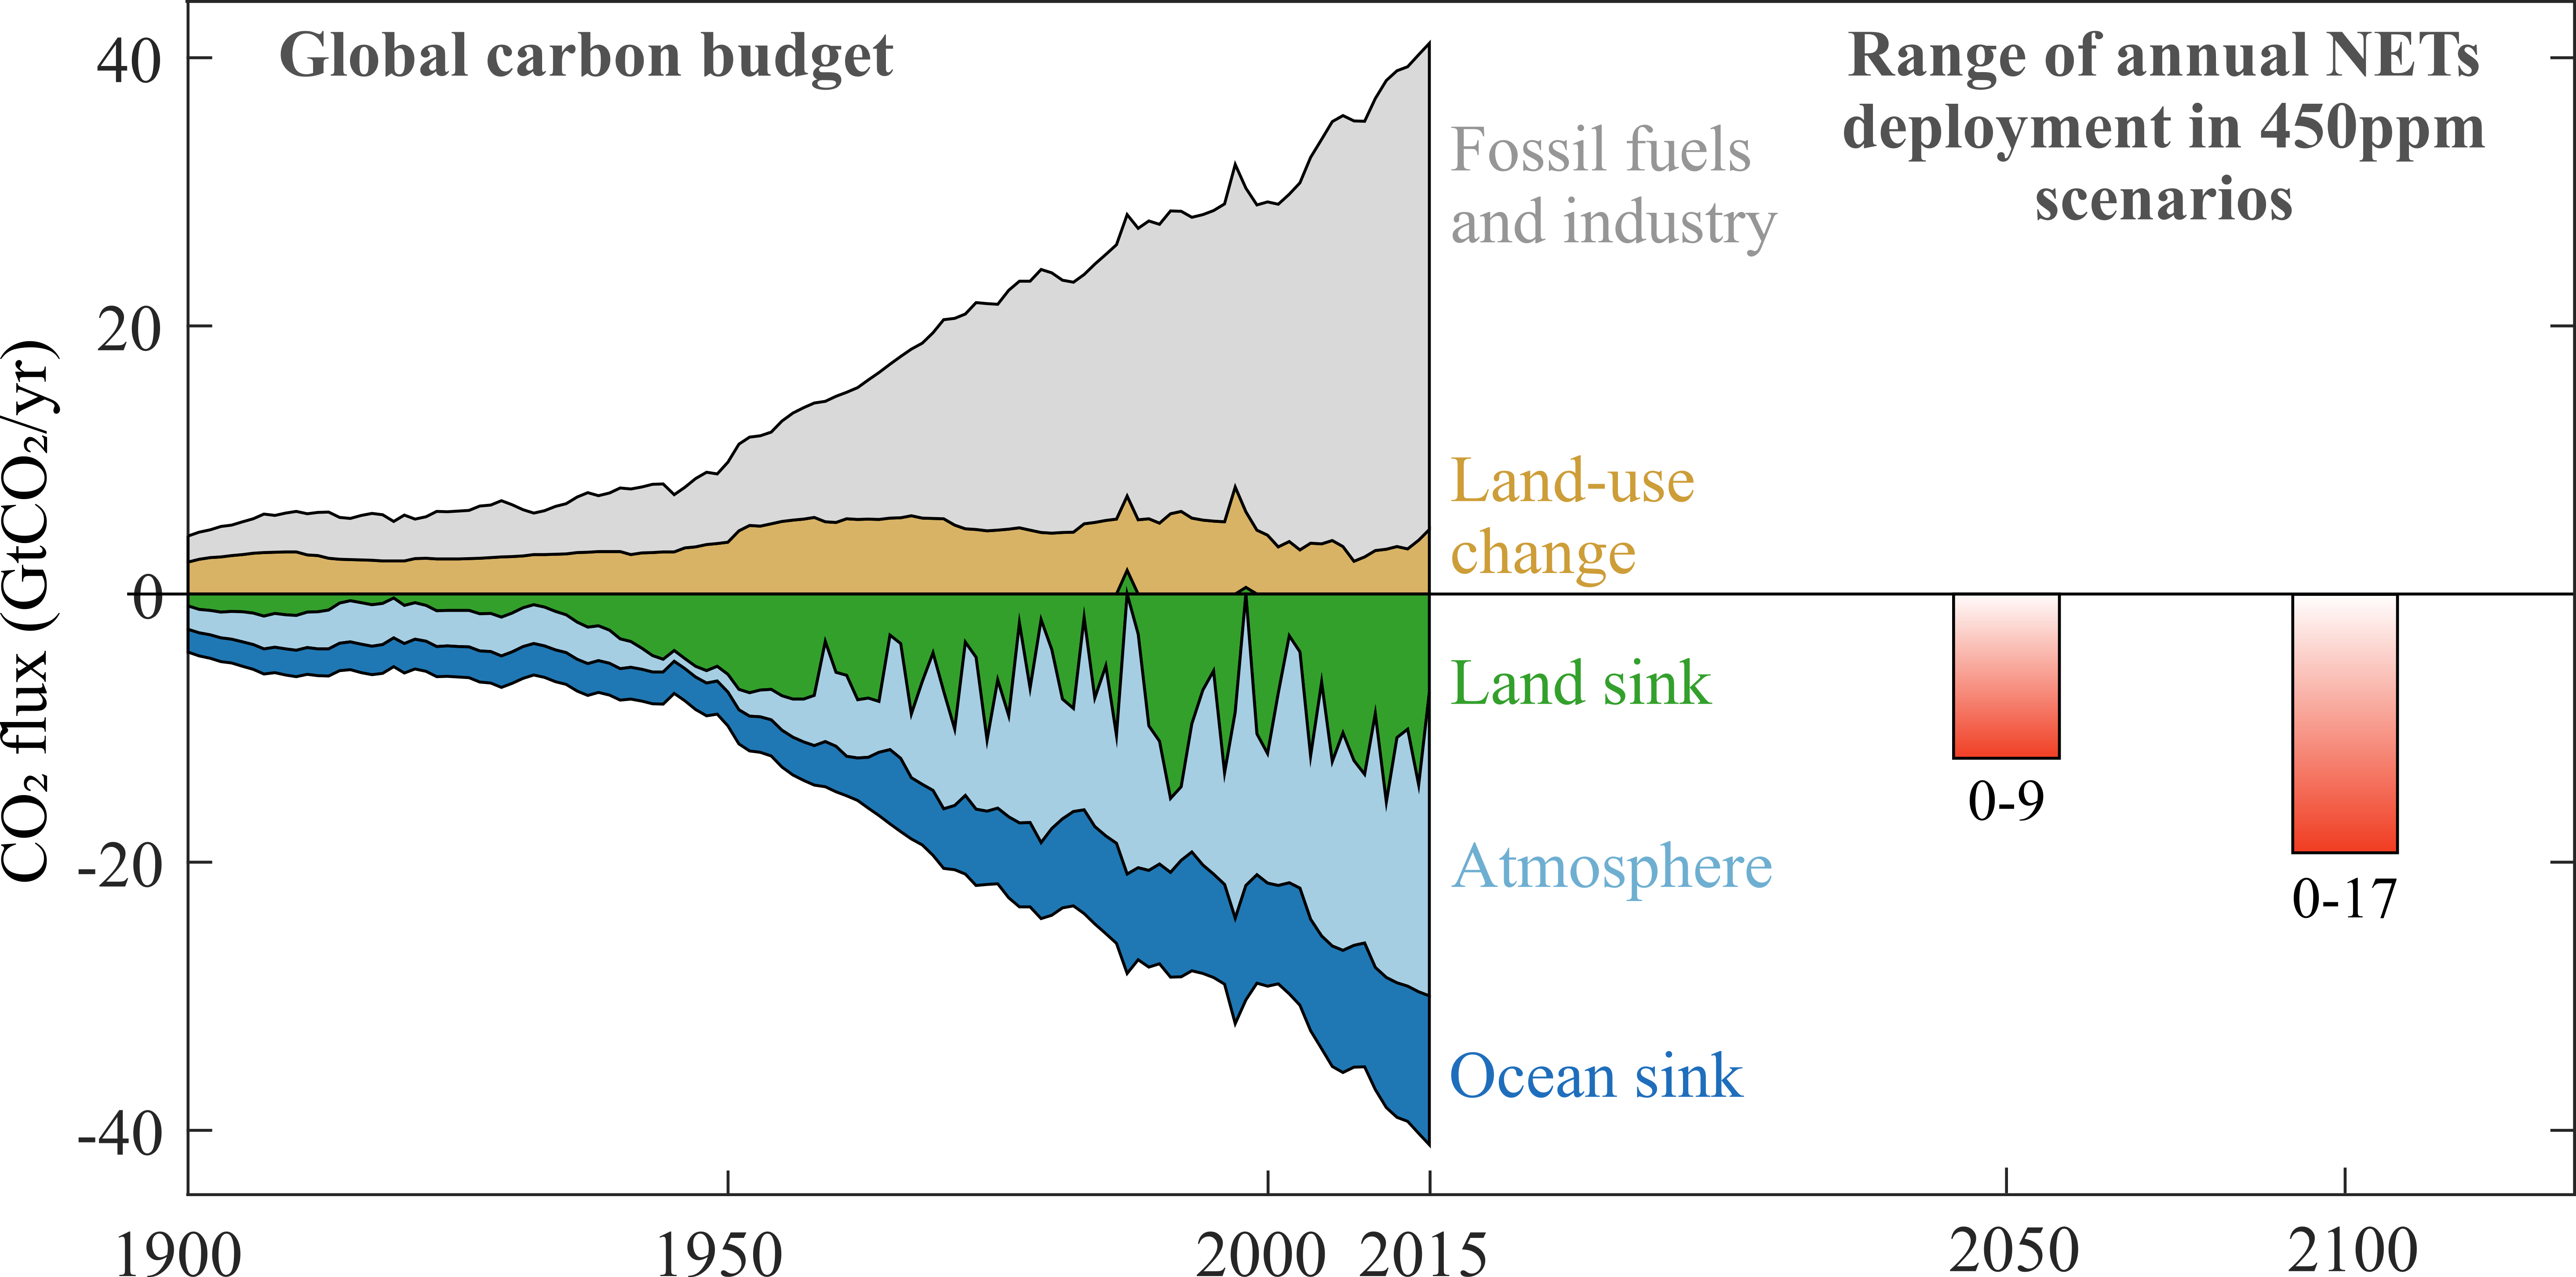 Global carbon budget
Range of annual NETs
deployment in 450ppm
scenarios
CO₂ flux (GtCO₂/yr)
40
20
0
-20
-40
Fossil fuels
and industry
Land-use
change
Land sink
Atmosphere
Ocean sink
0-9
0-17
1900
1950
2000
2015
2050
2100